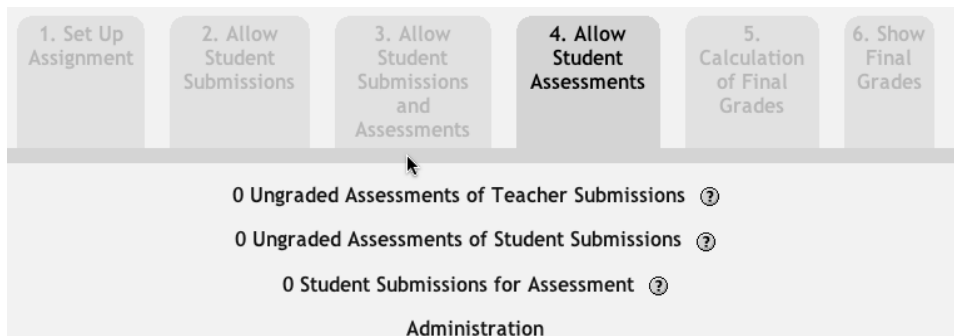 1. Set Up
Assignment
2. Allow
Student
Submissions
3. Allow
Student
Submissions
and
Assessments
4. Allow
Student
Assessments
5.
Calculation
of Final
Grades
6. Show
Final
Grades
0 Ungraded Assessments of Teacher Submissions ?
0 Ungraded Assessments of Student Submissions ?
0 Student Submissions for Assessment ?
Administration